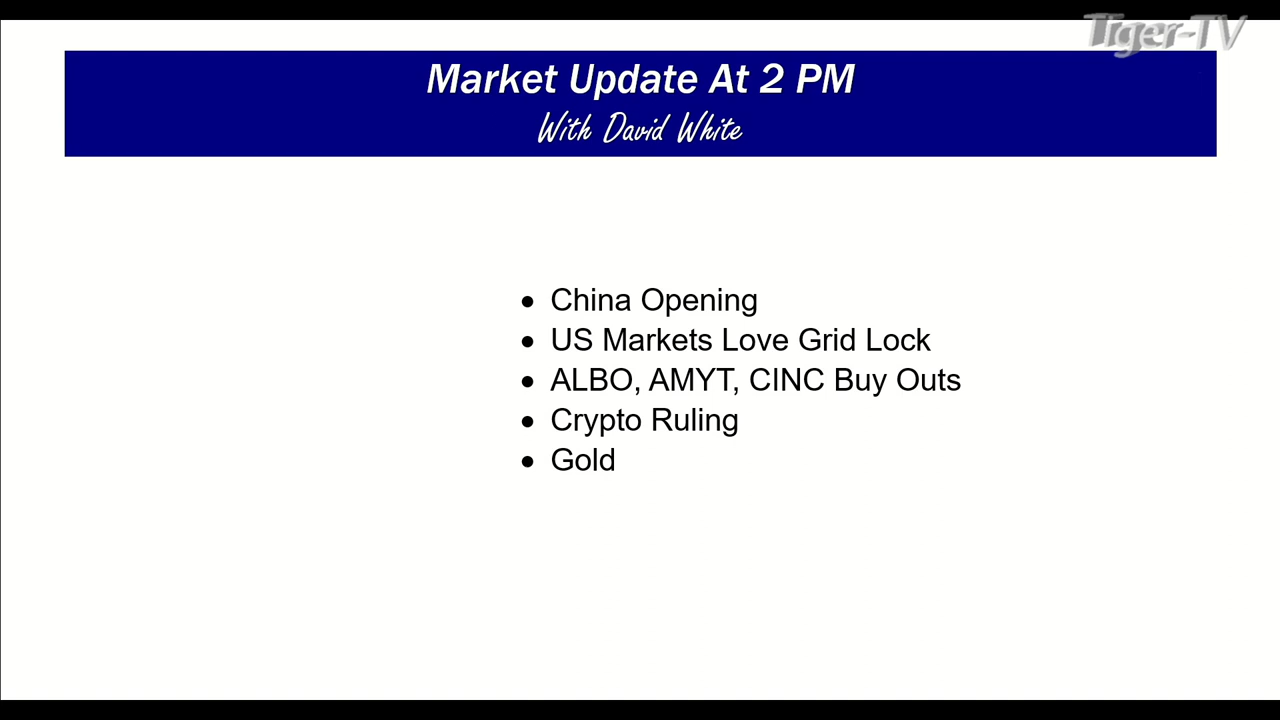 Tiger-TV
Market Update At 2 PM
With David White
• China Opening
• US Markets Love Grid Lock
• ALBO, AMYT, CINC Buy Outs
• Crypto Ruling
• Gold